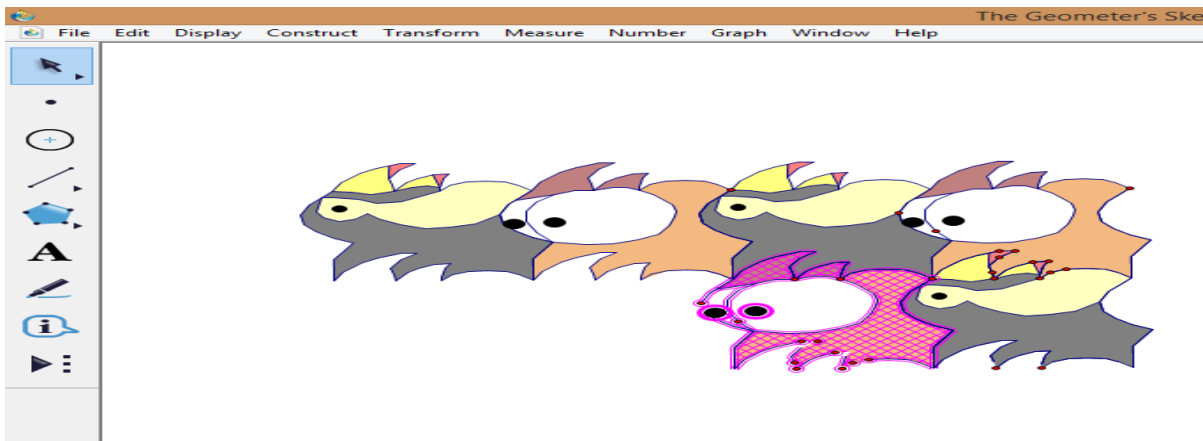 The Geometer's Ske
File Edit Display Construct Transform Measure Number Graph Window Help
A